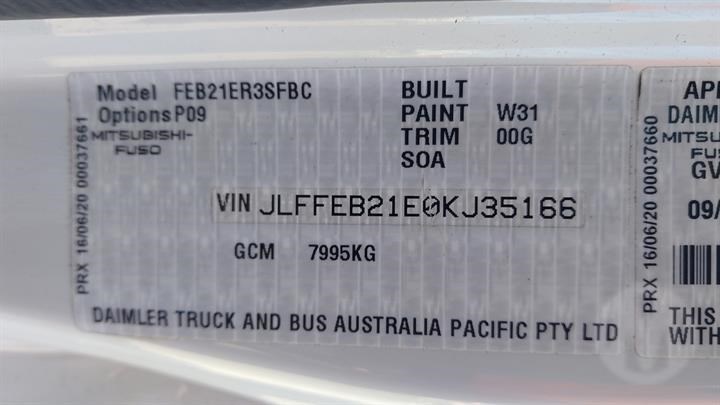 Model FEB21ER3SFBC
Options P09
MITSUBISHI-
FUSO
BUILT
PAINT W31
TRIM 00G
SOA
VIN JLFFEB21E0KJ35166
GCM 7995KG
DAIMLER TRUCK AND BUS AUSTRALIA PACIFIC PTY LTD
PRX 16/06/20 00037661
PRX 16/06/20 00037660
DAIM
MITSU
FUS
GV
09/
THIS
WITH